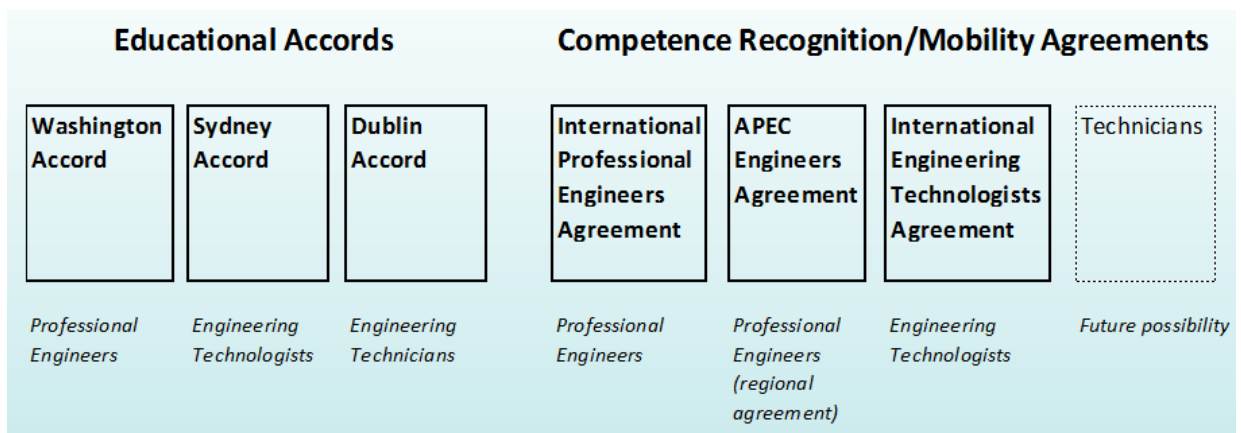 Educational Accords
Competence Recognition/Mobility Agreements
Washington
Accord
Sydney
Accord
Dublin
Accord
International
Professional
Engineers
Agreement
APEC
Engineers
Agreement
International
Engineering
Technologists
Agreement
Technicians
Professional
Engineers
Engineering
Technologists
Engineering
Technicians
Professional
Engineers
Professional
Engineers
(regional
agreement)
Engineering
Technologists
Future possibility